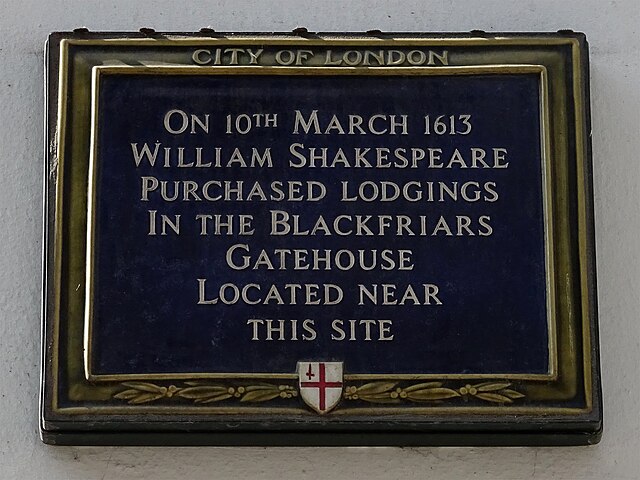 CITY OF LONDON
ON 10TH MARCH 1613
WILLIAM SHAKESPEARE
PURCHASED LODGINGS
IN THE BLACKFRIARS
GATEHOUSE
LOCATED NEAR
THIS SITE